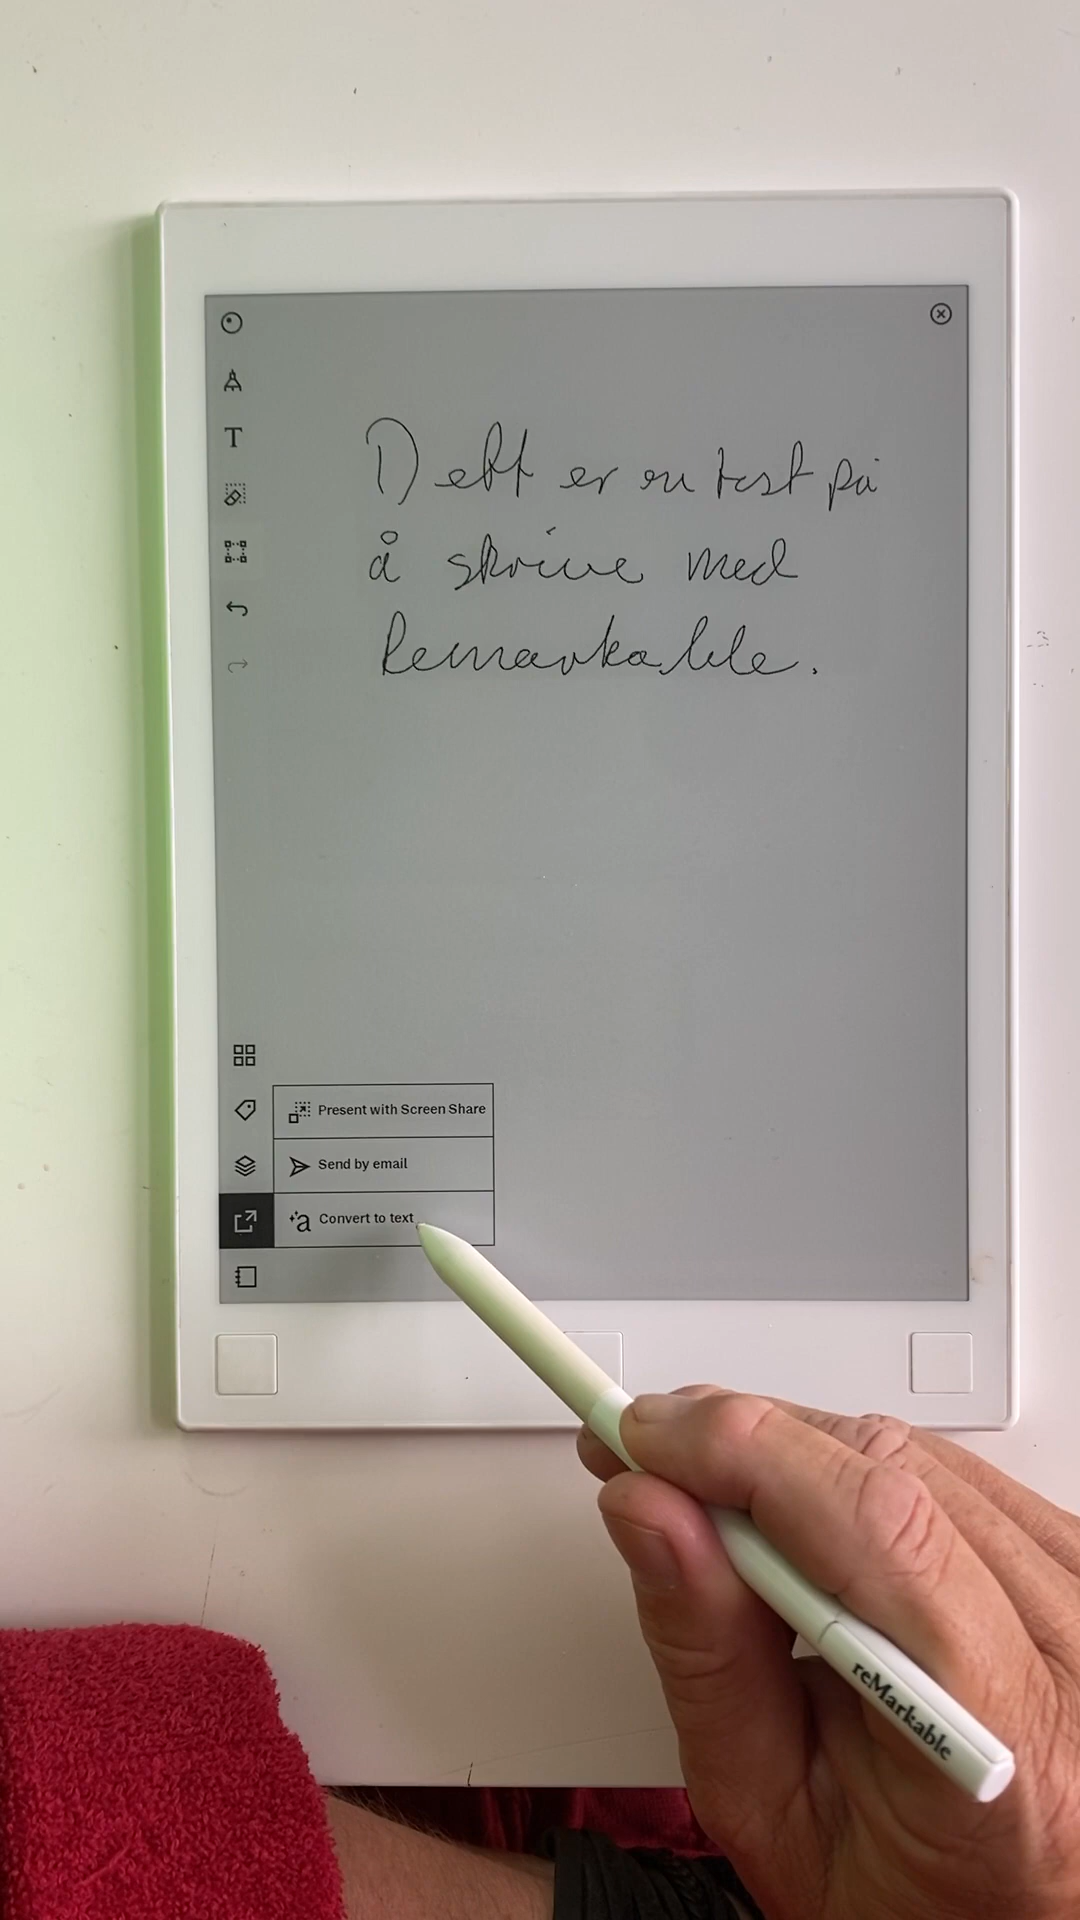 Dett er en test på
å skrive med
Remarkable.
Present with Screen Share
Send by email
Convert to text
reMarkable